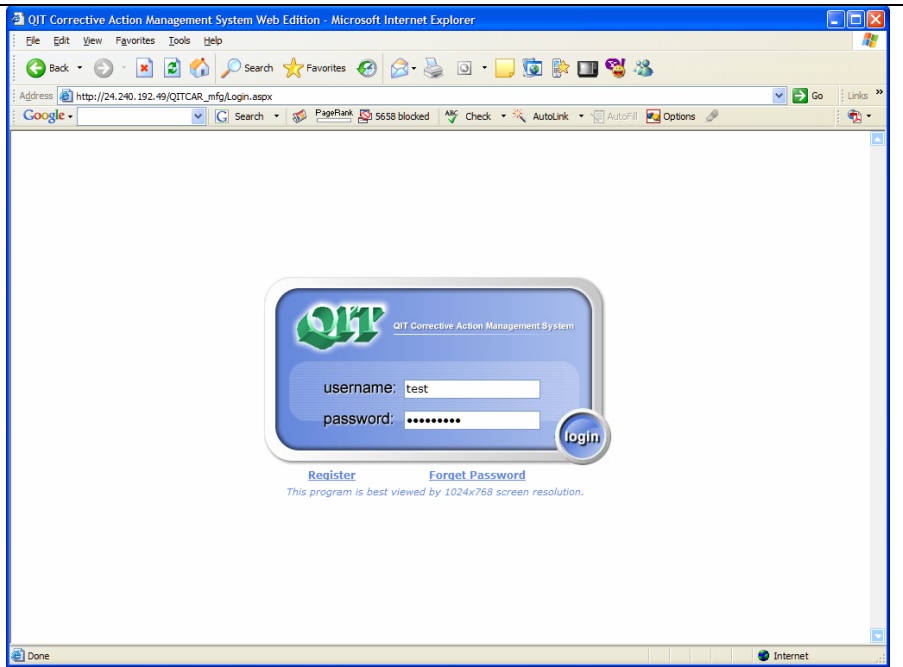 QIT Corrective Action Management System Web Edition - Microsoft Internet Explorer
File Edit View Favorites Tools Help
Back Search Favorites
Address http://24.240.192.49/QITCAR_mfg/Login.aspx Go Links »
Google Search PageRank 5658 blocked ABC Check AutoLink AutoFill Options
QIT QIT Corrective Action Management System
username: test
password: •••••••••
login
Register Forget Password
This program is best viewed by 1024x768 screen resolution.
Done Internet